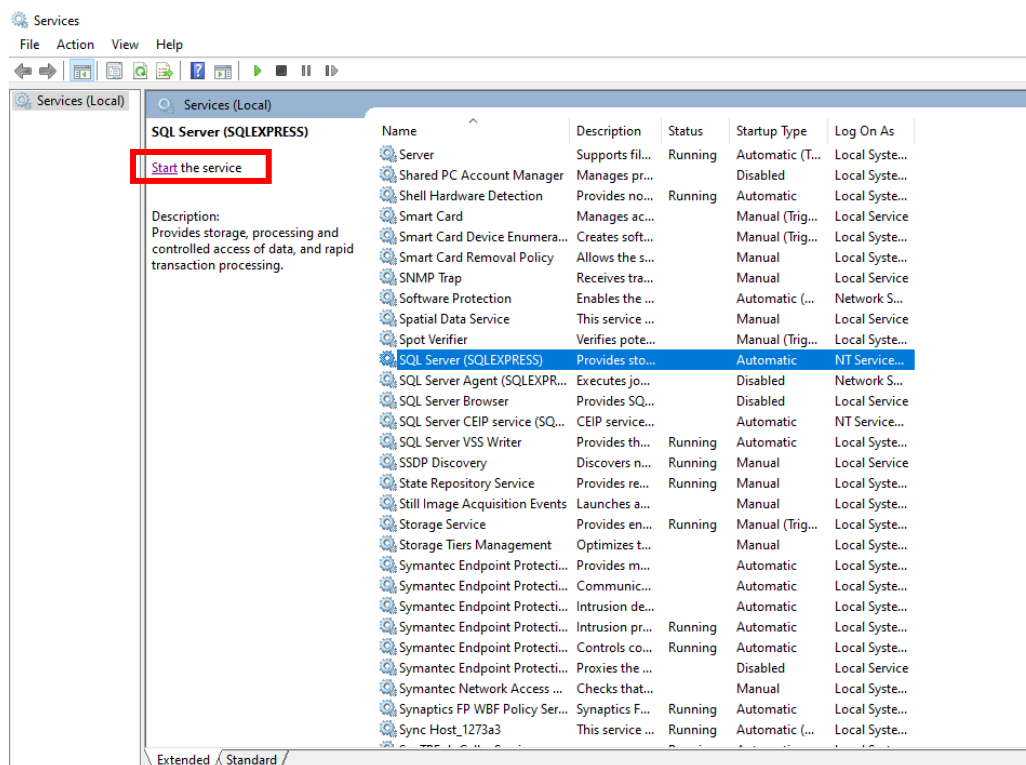 Services
File Action View Help
Services (Local)
Services (Local)
SQL Server (SQLEXPRESS)
Start the service
Description:
Provides storage, processing and
controlled access of data, and rapid
transaction processing.
Name Description Status Startup Type Log On As
Server Supports fil... Running Automatic (T... Local Syste...
Shared PC Account Manager Manages pr... Disabled Local Syste...
Shell Hardware Detection Provides no... Running Automatic Local Syste...
Smart Card Manages ac... Manual (Trig... Local Service
Smart Card Device Enumera... Creates soft... Manual (Trig... Local Syste...
Smart Card Removal Policy Allows the s... Manual Local Syste...
SNMP Trap Receives tra... Manual Local Service
Software Protection Enables the ... Automatic (... Network S...
Spatial Data Service This service ... Manual Local Service
Spot Verifier Verifies pote... Manual (Trig... Local Syste...
SQL Server (SQLEXPRESS) Provides sto... Automatic NT Service...
SQL Server Agent (SQLEXPR... Executes jo... Disabled Network S...
SQL Server Browser Provides SQ... Disabled Local Service
SQL Server CEIP service (SQ... CEIP service... Automatic NT Service...
SQL Server VSS Writer Provides th... Running Automatic Local Syste...
SSDP Discovery Discovers n... Running Manual Local Service
State Repository Service Provides re... Running Manual Local Syste...
Still Image Acquisition Events Launches a... Manual Local Syste...
Storage Service Provides en... Running Manual (Trig... Local Syste...
Storage Tiers Management Optimizes t... Manual Local Syste...
Symantec Endpoint Protecti... Provides m... Automatic Local Syste...
Symantec Endpoint Protecti... Communic... Automatic Local Syste...
Symantec Endpoint Protecti... Intrusion de... Automatic Local Syste...
Symantec Endpoint Protecti... Intrusion pr... Running Automatic Local Syste...
Symantec Endpoint Protecti... Controls co... Running Automatic Local Syste...
Symantec Endpoint Protecti... Proxies the ... Disabled Local Service
Symantec Network Access ... Checks that... Manual Local Syste...
Synaptics FP WBF Policy Ser... Synaptics F... Running Automatic Local Syste...
Sync Host_1273a3 This service ... Running Automatic (... Local Syste...
Extended Standard